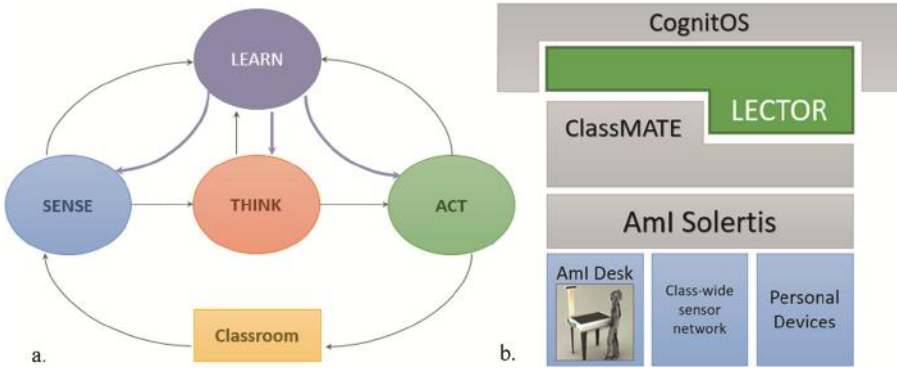 LEARN
SENSE
THINK
ACT
Classroom
a.
CognitOS
LECTOR
ClassMATE
AmI Solertis
AmI Desk
Class-wide
sensor
network
Personal
Devices
b.